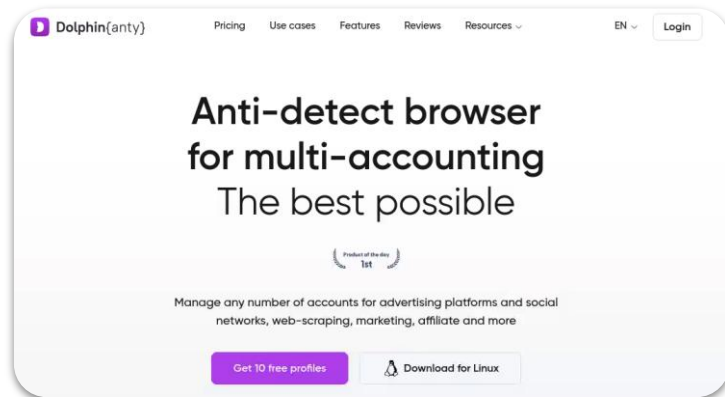 Dolphin{anty}
Pricing Use cases Features Reviews Resources
EN
Login
Anti-detect browser
for multi-accounting
The best possible
Product of the day
1st
Manage any number of accounts for advertising platforms and social
networks, web-scraping, marketing, affiliate and more
Get 10 free profiles
Download for Linux